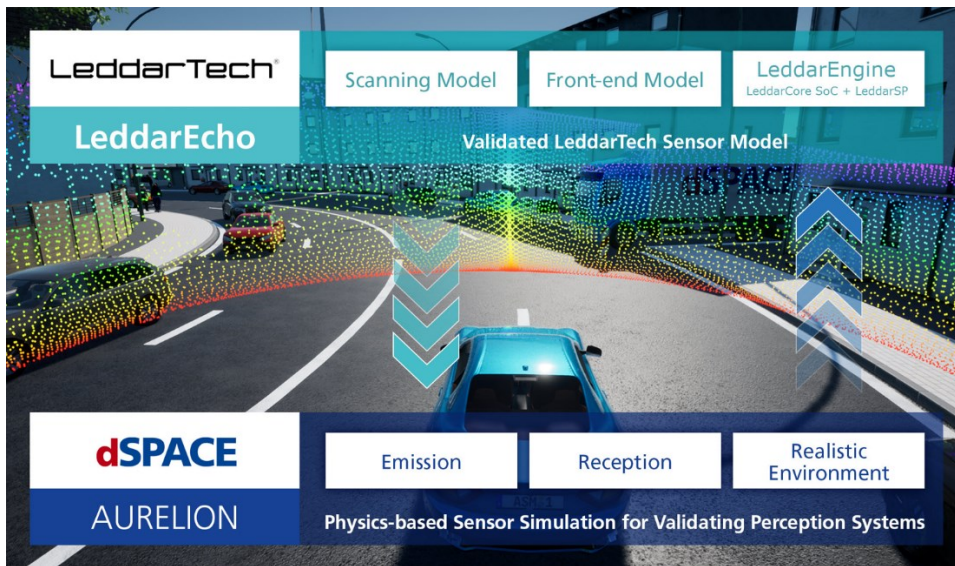 LeddarTech®
LeddarEcho
Scanning Model
Front-end Model
LeddarEngine
LeddarCore SoC + LeddarSP
Validated LeddarTech Sensor Model
dSPACE
dSPACE
AURELION
Emission
Reception
Realistic
Environment
Physics-based Sensor Simulation for Validating Perception Systems